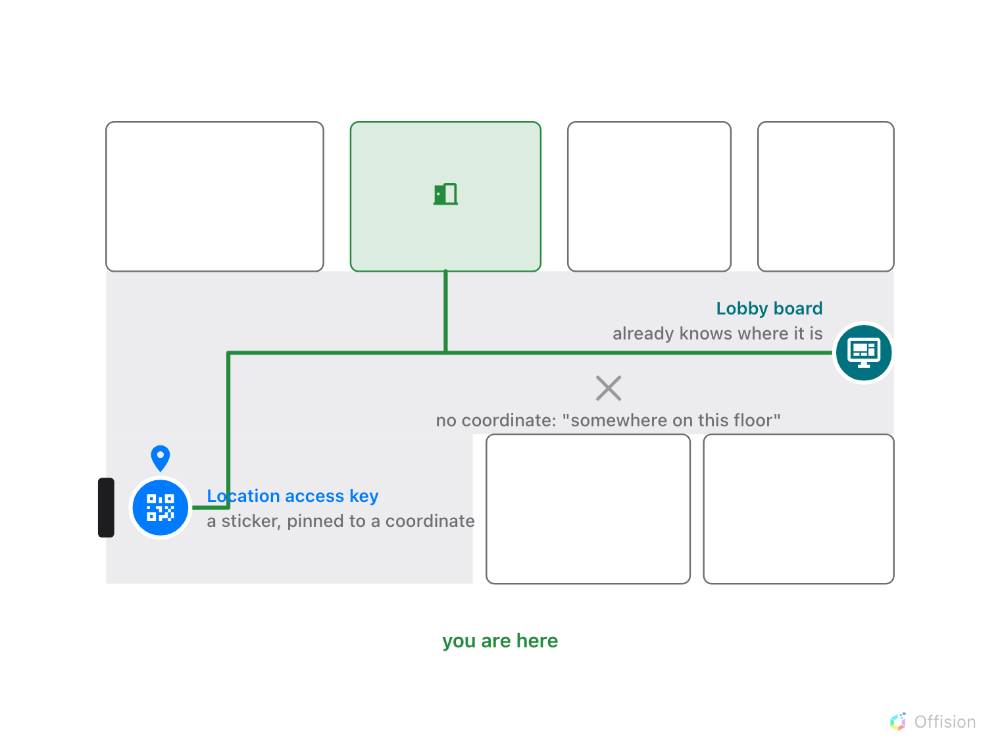 Lobby board
already knows where it is
no coordinate: "somewhere on this floor"
Location access key
a sticker, pinned to a coordinate
you are here
Offision